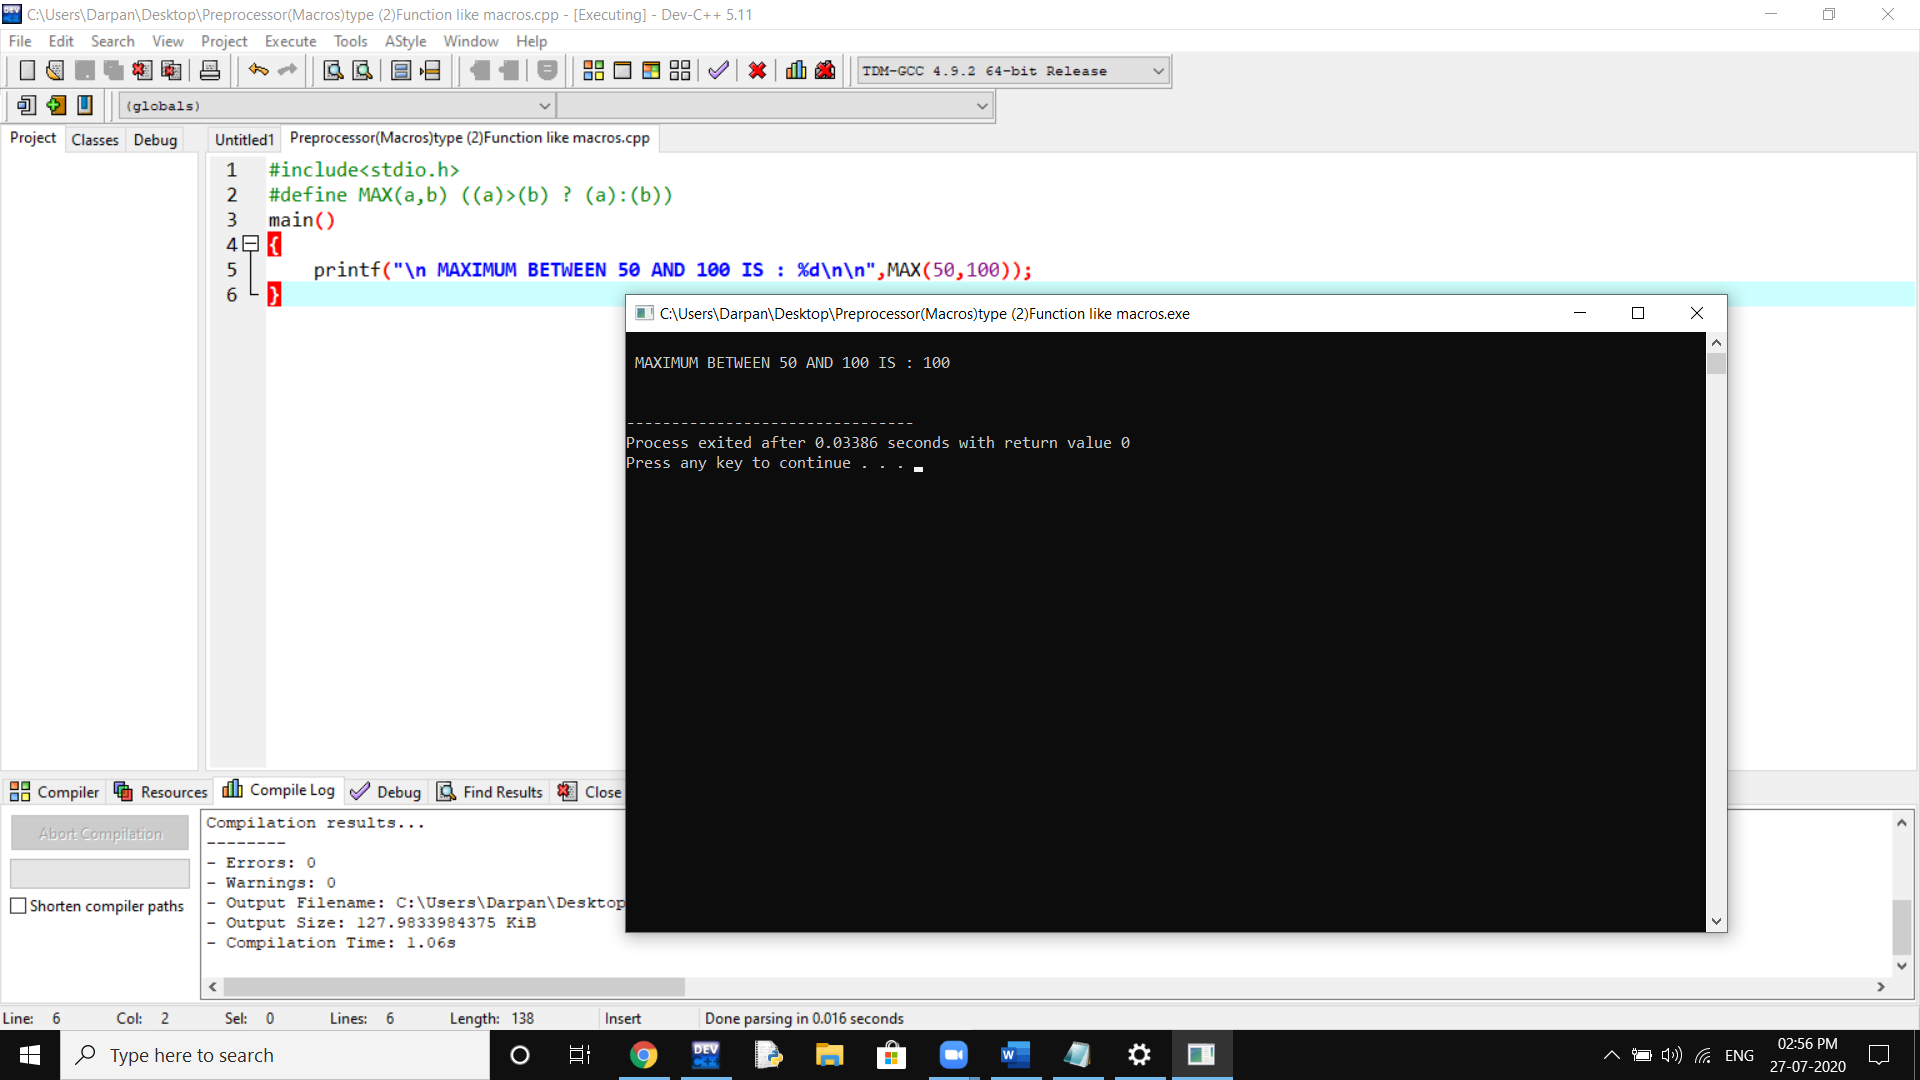 C:\Users\Darpan\Desktop\Preprocessor(Macros)type (2)Function like macros.cpp - [Executing] - Dev-C++ 5.11
File Edit Search View Project Execute Tools AStyle Window Help
TDM-GCC 4.9.2 64-bit Release
(globals)
Project Classes Debug Untitled1 Preprocessor(Macros)type (2)Function like macros.cpp
1 #include<stdio.h>
2 #define MAX(a,b) ((a)>(b) ? (a):(b))
3 main()
4 {
5 printf("\n MAXIMUM BETWEEN 50 AND 100 IS : %d\n\n",MAX(50,100));
6 }
C:\Users\Darpan\Desktop\Preprocessor(Macros)type (2)Function like macros.exe
MAXIMUM BETWEEN 50 AND 100 IS : 100
--------------------------------
Process exited after 0.03386 seconds with return value 0
Press any key to continue . . .
Compiler Resources Compile Log Debug Find Results Close
Abort Compilation
Shorten compiler paths
Compilation results...
--------
- Errors: 0
- Warnings: 0
- Output Filename: C:\Users\Darpan\Desktop
- Output Size: 127.9833984375 KiB
- Compilation Time: 1.06s
Line: 6 Col: 2 Sel: 0 Lines: 6 Length: 138 Insert Done parsing in 0.016 seconds
Type here to search
DEV C++
W
ENG
02:56 PM
27-07-2020